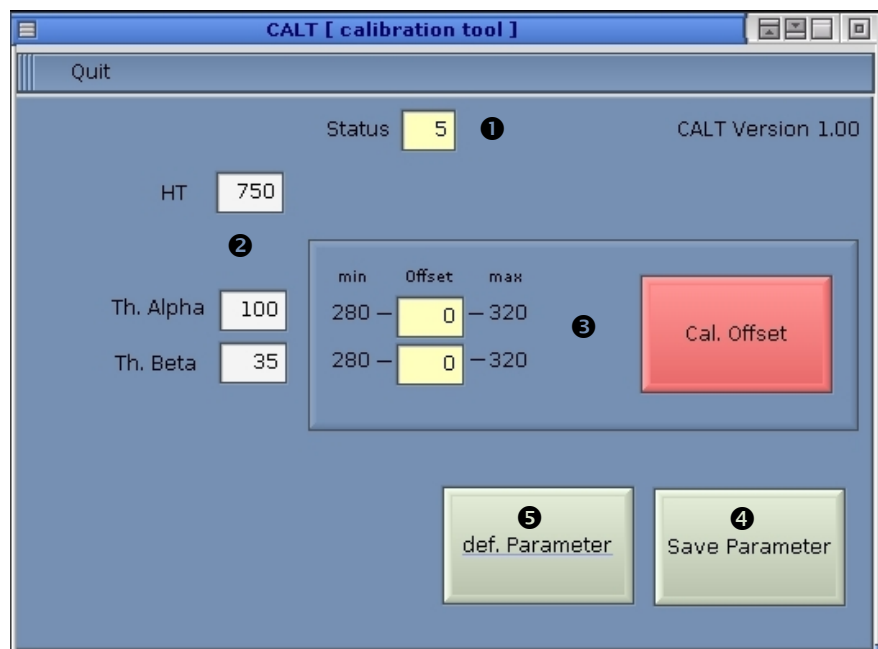 CALT [ calibration tool ]
Quit
Status 5 ❶ CALT Version 1.00
HT 750
❷
min Offset max
Th. Alpha 100 280 – 0 – 320
❸ Cal. Offset
Th. Beta 35 280 – 0 – 320
❺ ❹
def. Parameter Save Parameter